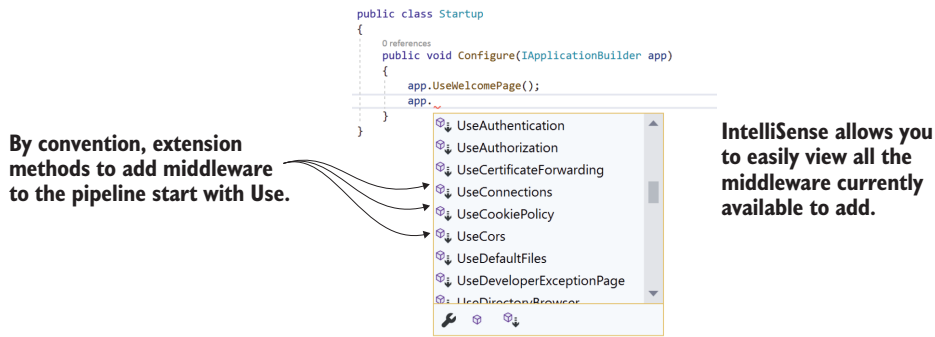 public class Startup
{
0 references
public void Configure(IApplicationBuilder app)
{
app.UseWelcomePage();
app.
}
}
By convention, extension
methods to add middleware
to the pipeline start with Use.
UseAuthentication
UseAuthorization
UseCertificateForwarding
UseConnections
UseCookiePolicy
UseCors
UseDefaultFiles
UseDeveloperExceptionPage
UseDirectoryBrowser
IntelliSense allows you
to easily view all the
middleware currently
available to add.